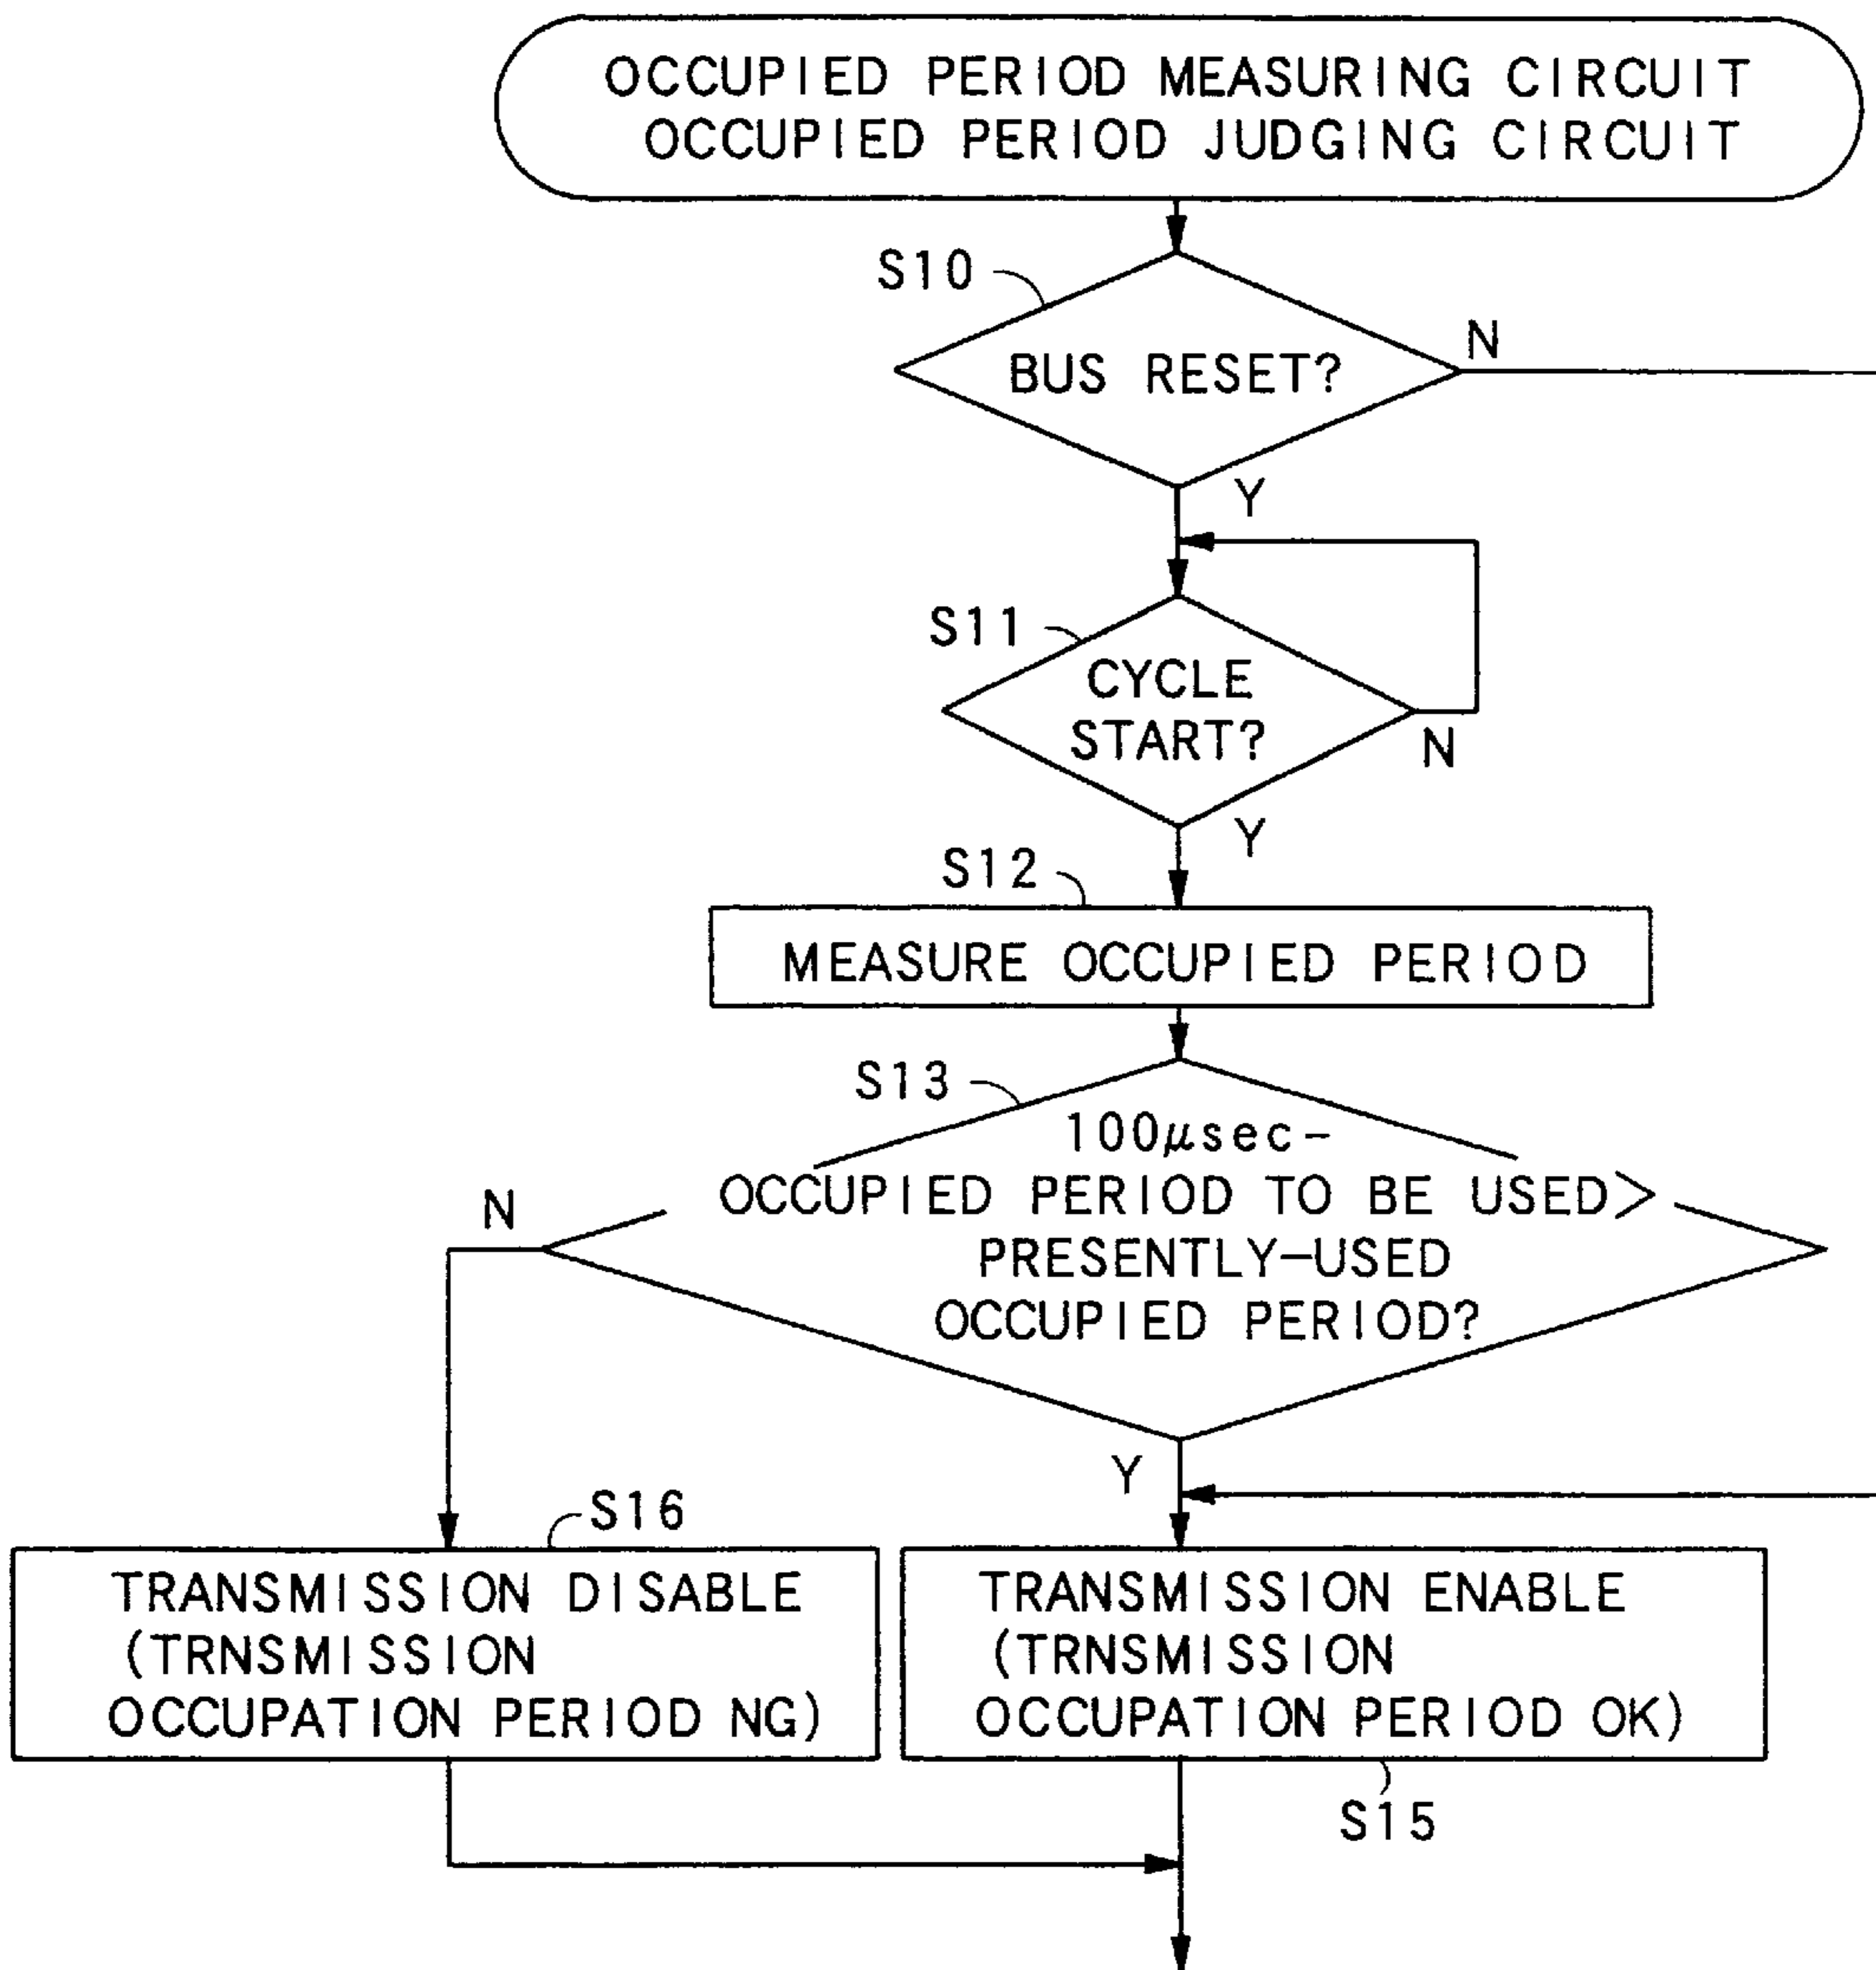 OCCUPIED PERIOD MEASURING CIRCUIT
OCCUPIED PERIOD JUDGING CIRCUIT
S10
BUS RESET?
N
Y
S11
CYCLE
START?
N
Y
S12
MEASURE OCCUPIED PERIOD
S13
100μsec-
OCCUPIED PERIOD TO BE USED>
PRESENTLY-USED
OCCUPIED PERIOD?
N
Y
S16
TRANSMISSION DISABLE
(TRNSMISSION
OCCUPATION PERIOD NG)
TRANSMISSION ENABLE
(TRNSMISSION
OCCUPATION PERIOD OK)
S15